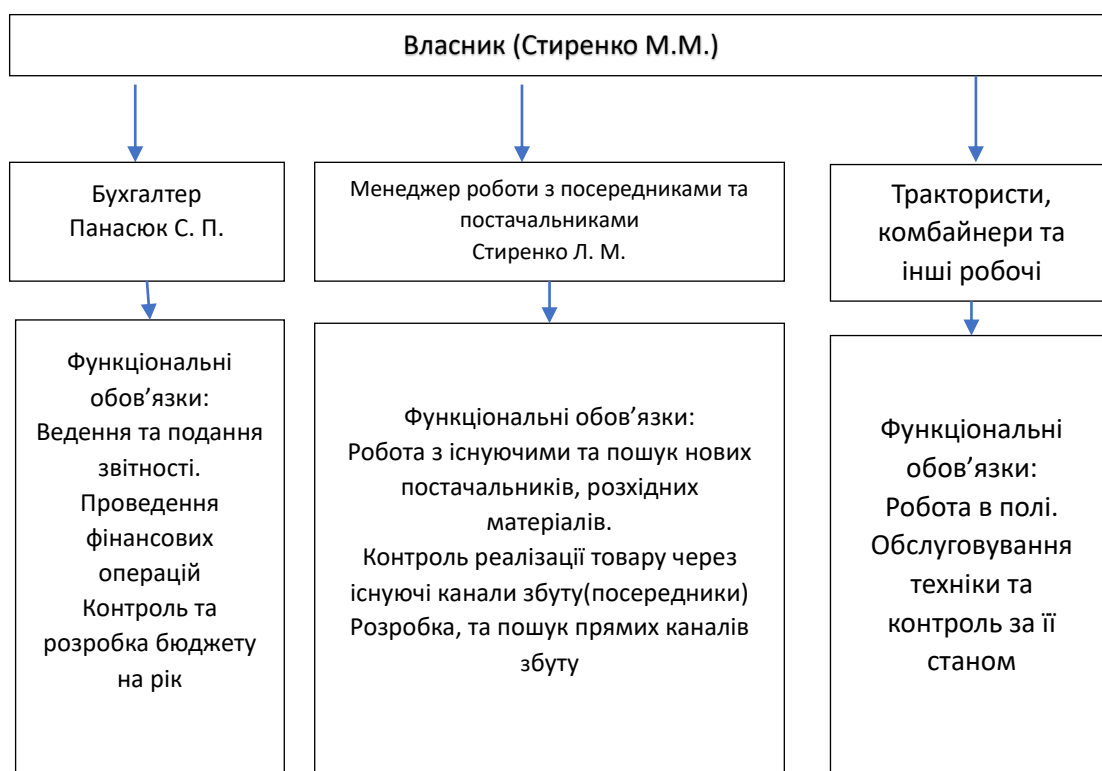 Власник (Стиренко М.М.)
Бухгалтер
Панасюк С. П.
Менеджер роботи з посередниками та
постачальниками
Стиренко Л. М.
Трактористи,
комбайнери та
інші робочі
Функціональні
обов’язки:
Ведення та подання
звітності.
Проведення
фінансових
операцій
Контроль та
розробка бюджету
на рік
Функціональні обов’язки:
Робота з існуючими та пошук нових
постачальників, розхідних
матеріалів.
Контроль реалізації товару через
існуючі канали збуту(посередники)
Розробка, та пошук прямих каналів
збуту
Функціональні
обов’язки:
Робота в полі.
Обслуговування
техніки та
контроль за її
станом